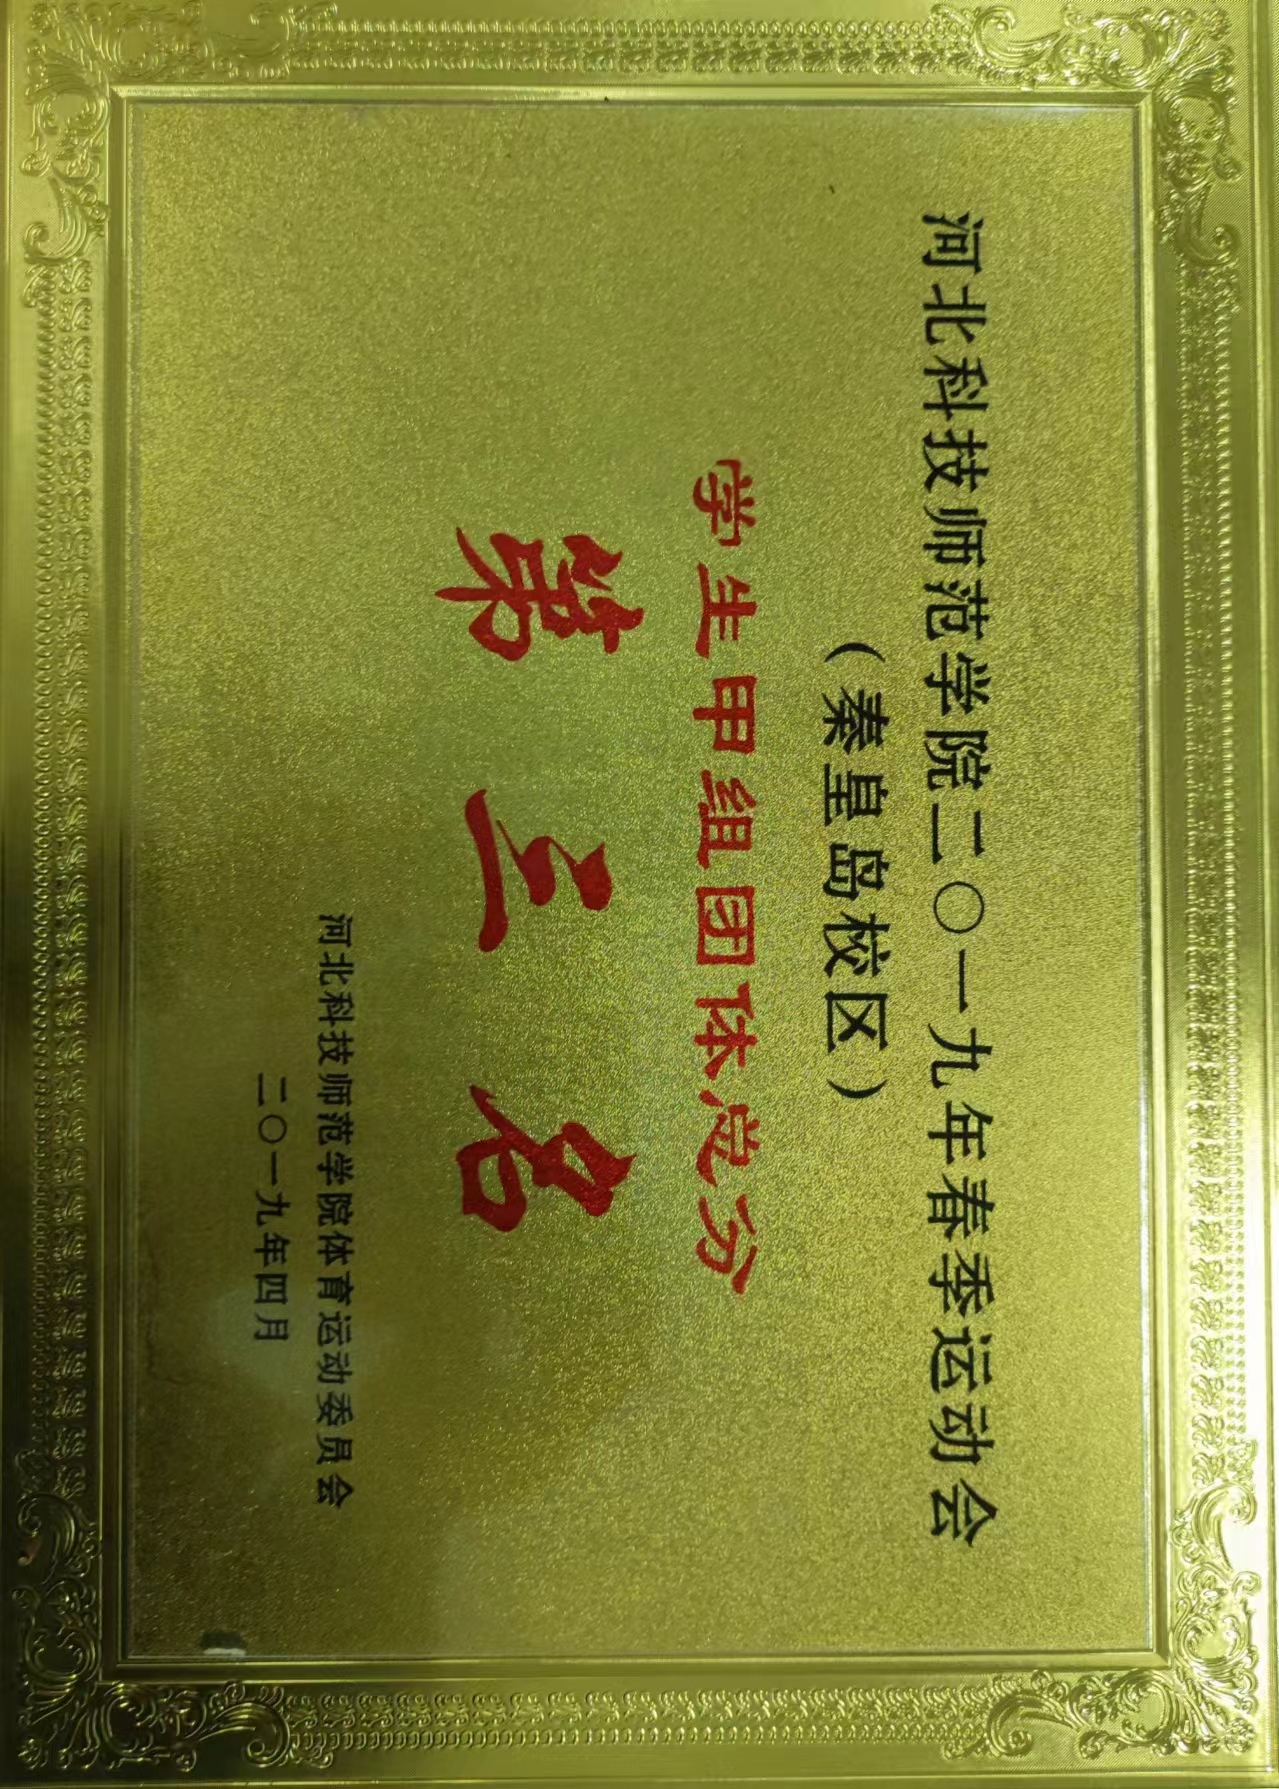 河北科技师范学院二〇一九年春季运动会
（秦皇岛校区）
学生甲组团体总分
第三名
河北科技师范学院体育运动委员会
二〇一九年四月